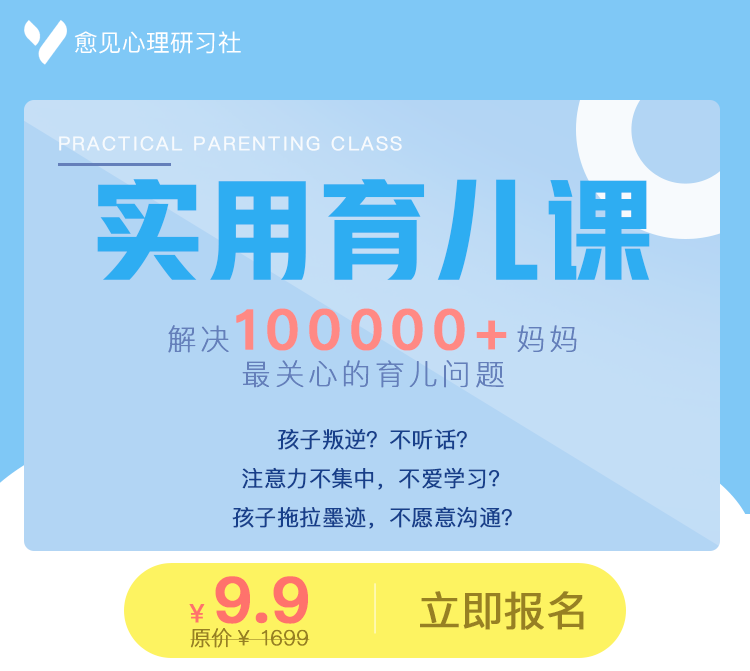 愈见心理研习社
PRACTICAL PARENTING CLASS
实用育儿课
解决100000+妈妈
最关心的育儿问题
孩子叛逆？不听话？
注意力不集中，不爱学习？
孩子拖拉墨迹，不愿意沟通？
¥9.9
原价¥ 1699
立即报名